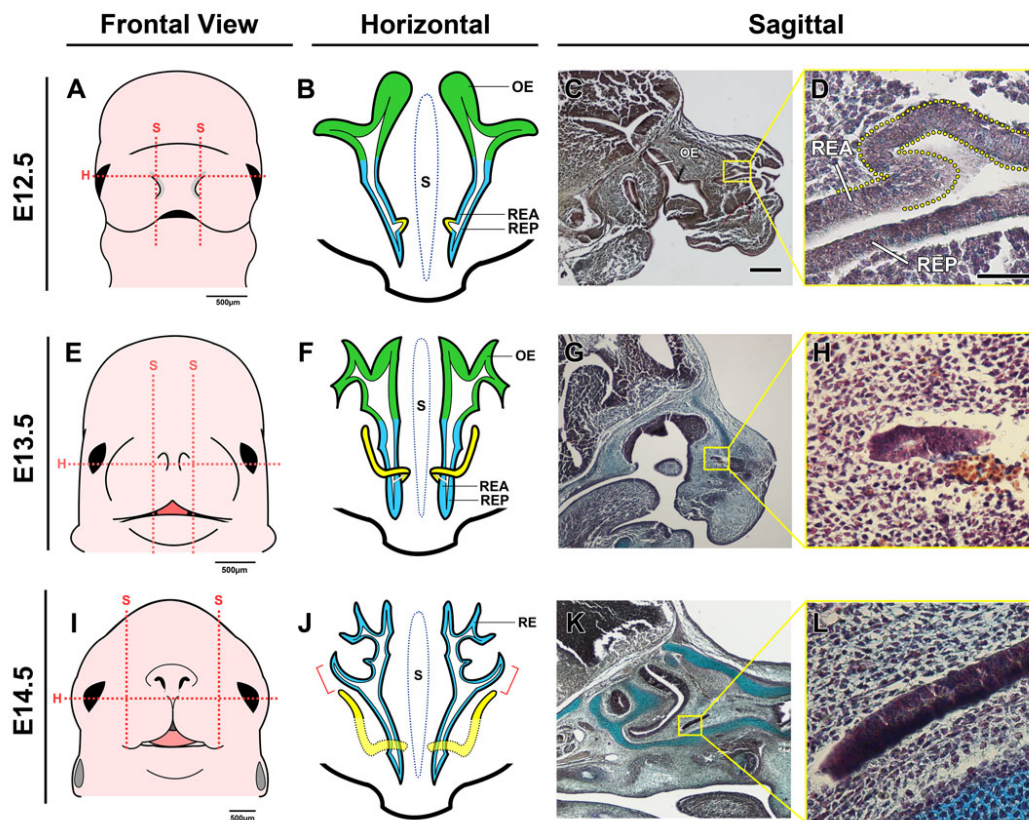 Frontal View Horizontal Sagittal
E12.5
A
S S
H
500µm
B
OE
S
REA
REP
C
OE
D
REA
REP
E13.5
E
S S
H
500µm
F
OE
S
REA
REP
G
H
E14.5
I
S S
H
500µm
J
RE
S
K
L